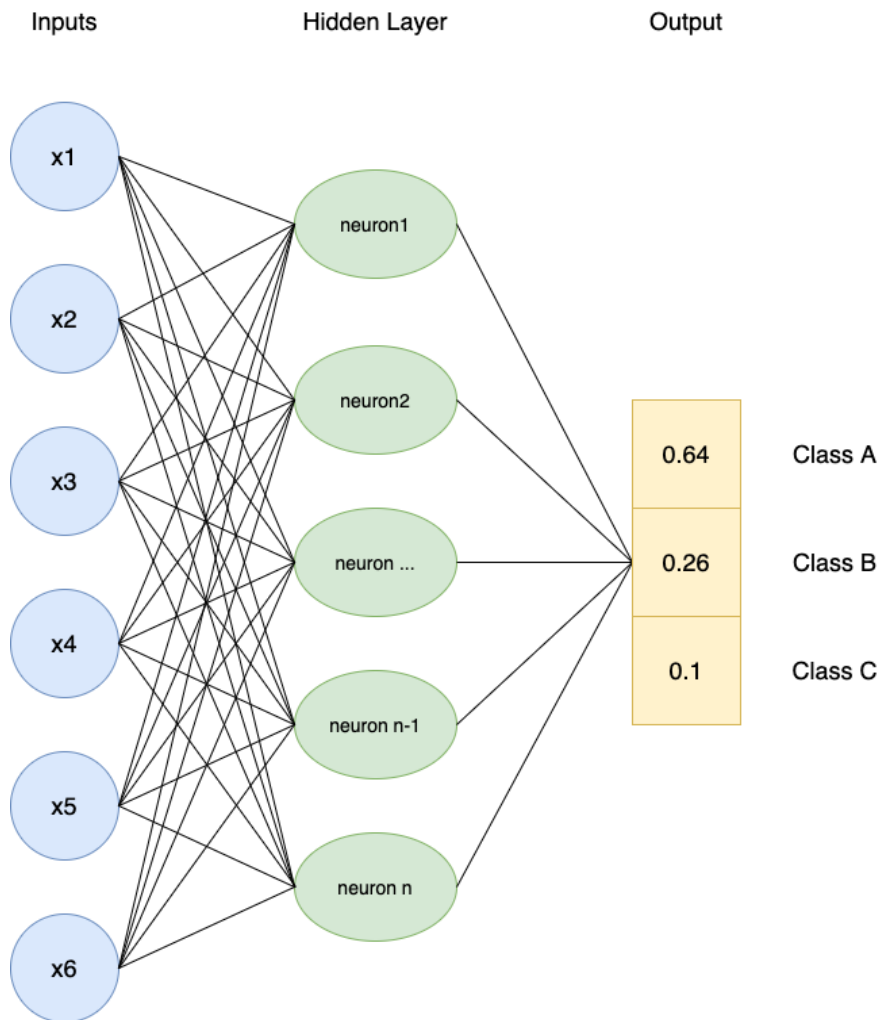 Inputs
Hidden Layer
Output
x1
x2
x3
x4
x5
x6
neuron1
neuron2
neuron ...
neuron n-1
neuron n
0.64
Class A
0.26
Class B
0.1
Class C